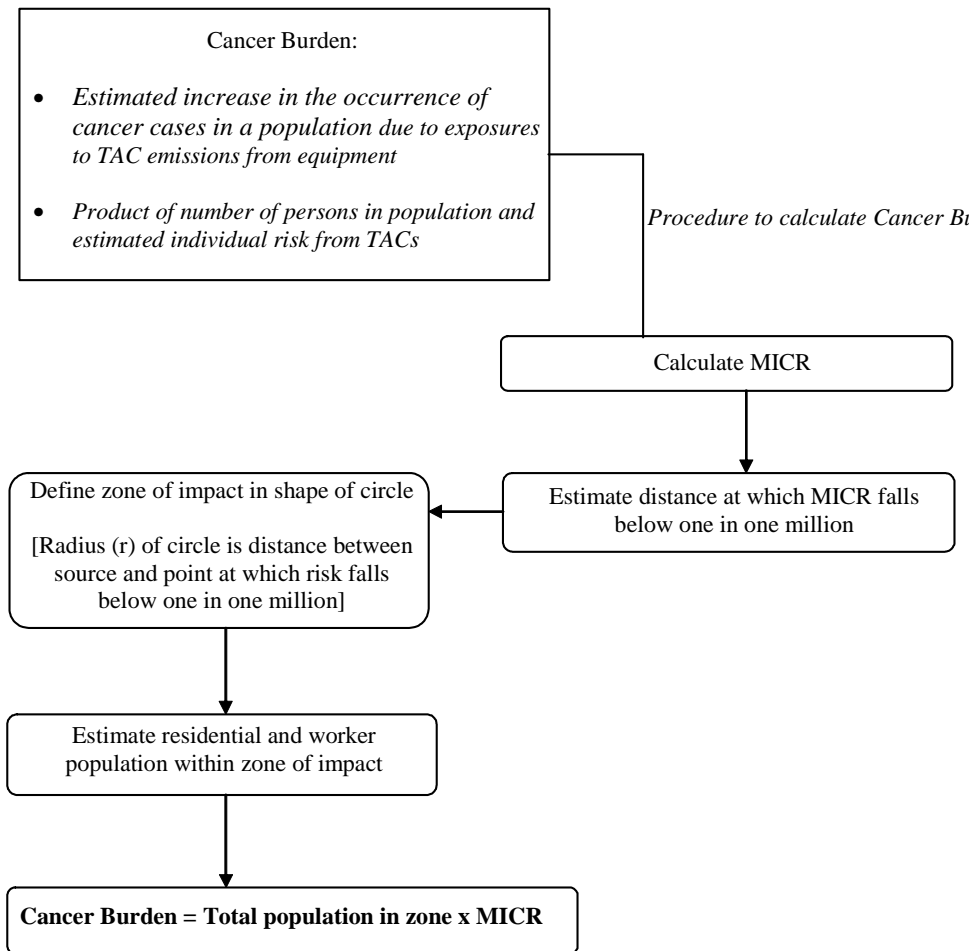 Cancer Burden:
• Estimated increase in the occurrence of
cancer cases in a population due to exposures
to TAC emissions from equipment
• Product of number of persons in population and
estimated individual risk from TACs
Procedure to calculate Cancer Bu
Calculate MICR
Estimate distance at which MICR falls
below one in one million
Define zone of impact in shape of circle
[Radius (r) of circle is distance between
source and point at which risk falls
below one in one million]
Estimate residential and worker
population within zone of impact
Cancer Burden = Total population in zone x MICR